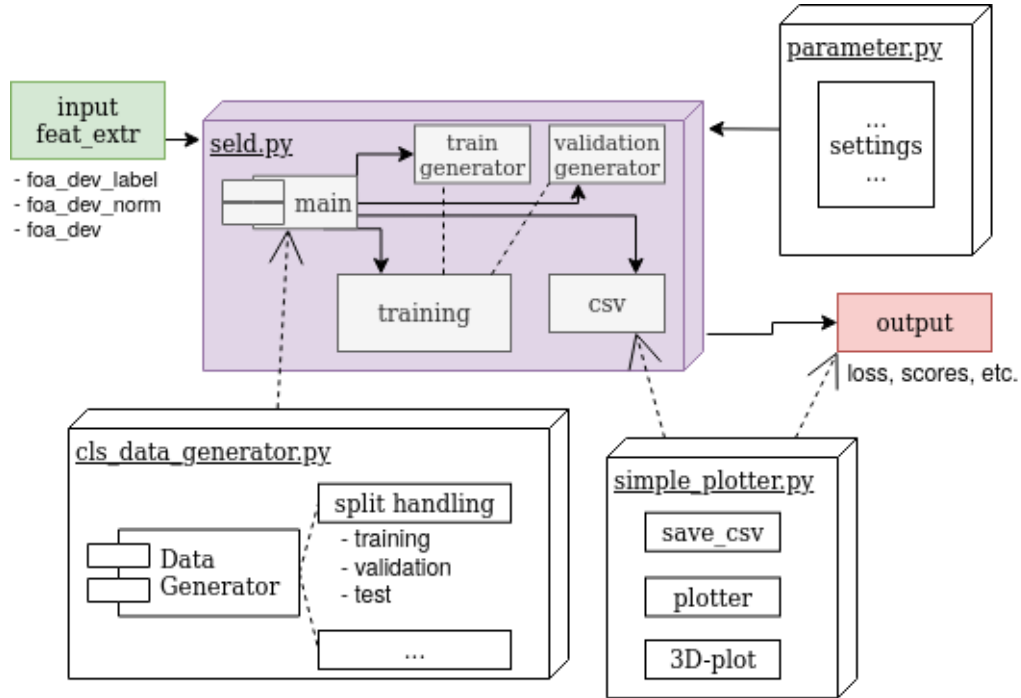 parameter.py
...
settings
...
input
feat_extr
- foa_dev_label
- foa_dev_norm
- foa_dev
seld.py
train
generator
validation
generator
main
training
csv
output
loss, scores, etc.
cls_data_generator.py
split handling
- training
- validation
- test
Data
Generator
...
simple_plotter.py
save_csv
plotter
3D-plot